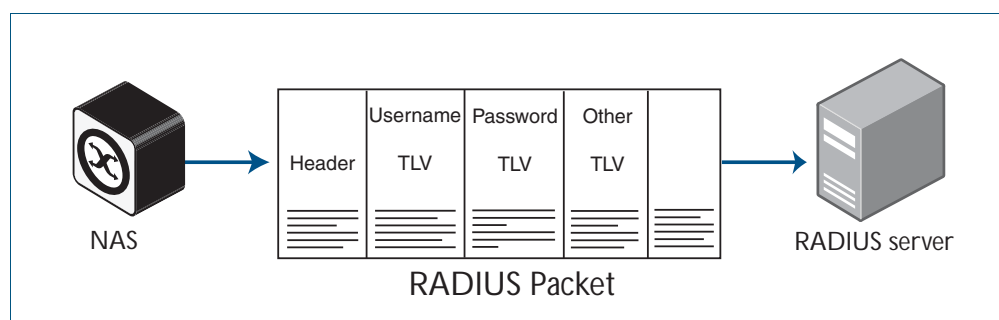 Username Password Other
Header TLV TLV TLV
NAS
RADIUS server
RADIUS Packet